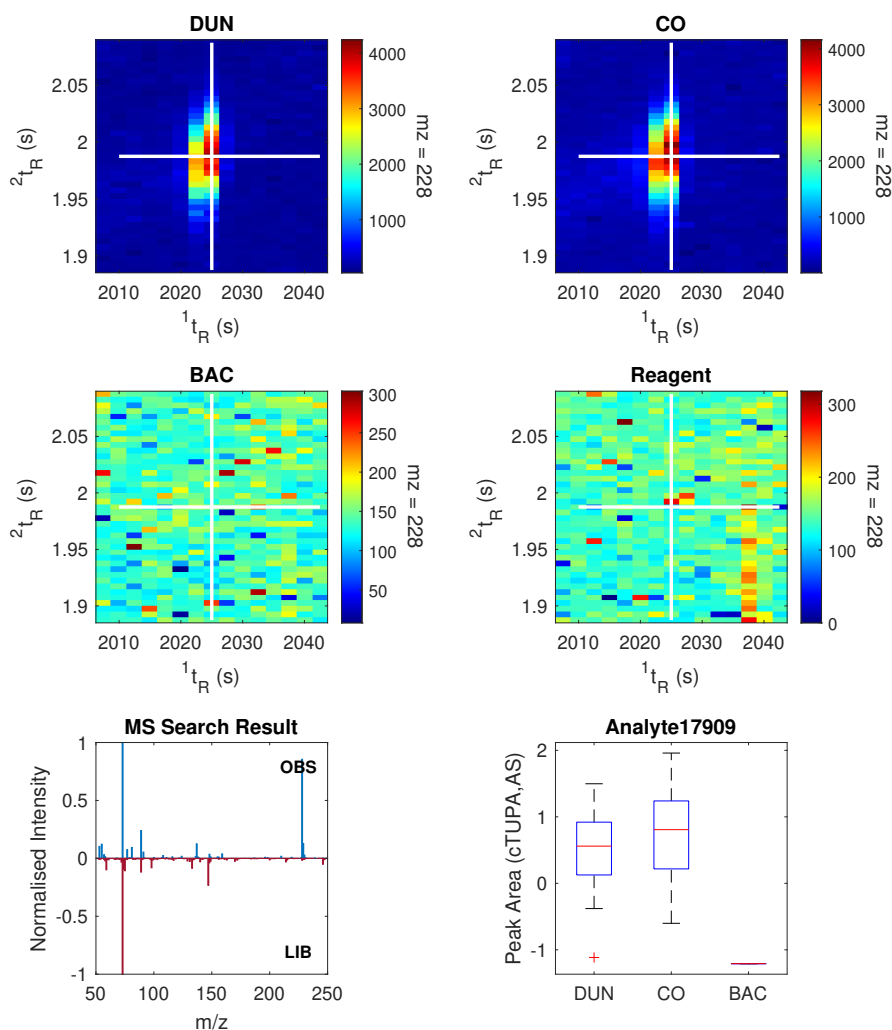 DUN
2.05
2
1.95
1.9
²tR (s)
2010 2020 2030 2040
¹tR (s)
4000
3000
2000
1000
mz = 228
CO
2.05
2
1.95
1.9
²tR (s)
2010 2020 2030 2040
¹tR (s)
4000
3000
2000
1000
mz = 228
BAC
2.05
2
1.95
1.9
²tR (s)
2010 2020 2030 2040
¹tR (s)
300
250
200
150
100
50
mz = 228
Reagent
2.05
2
1.95
1.9
²tR (s)
2010 2020 2030 2040
¹tR (s)
300
200
100
0
mz = 228
MS Search Result
1
0.5
0
-0.5
-1
Normalised Intensity
OBS
LIB
50 100 150 200 250
m/z
Analyte17909
2
1
0
-1
Peak Area (cTUPA,AS)
DUN CO BAC